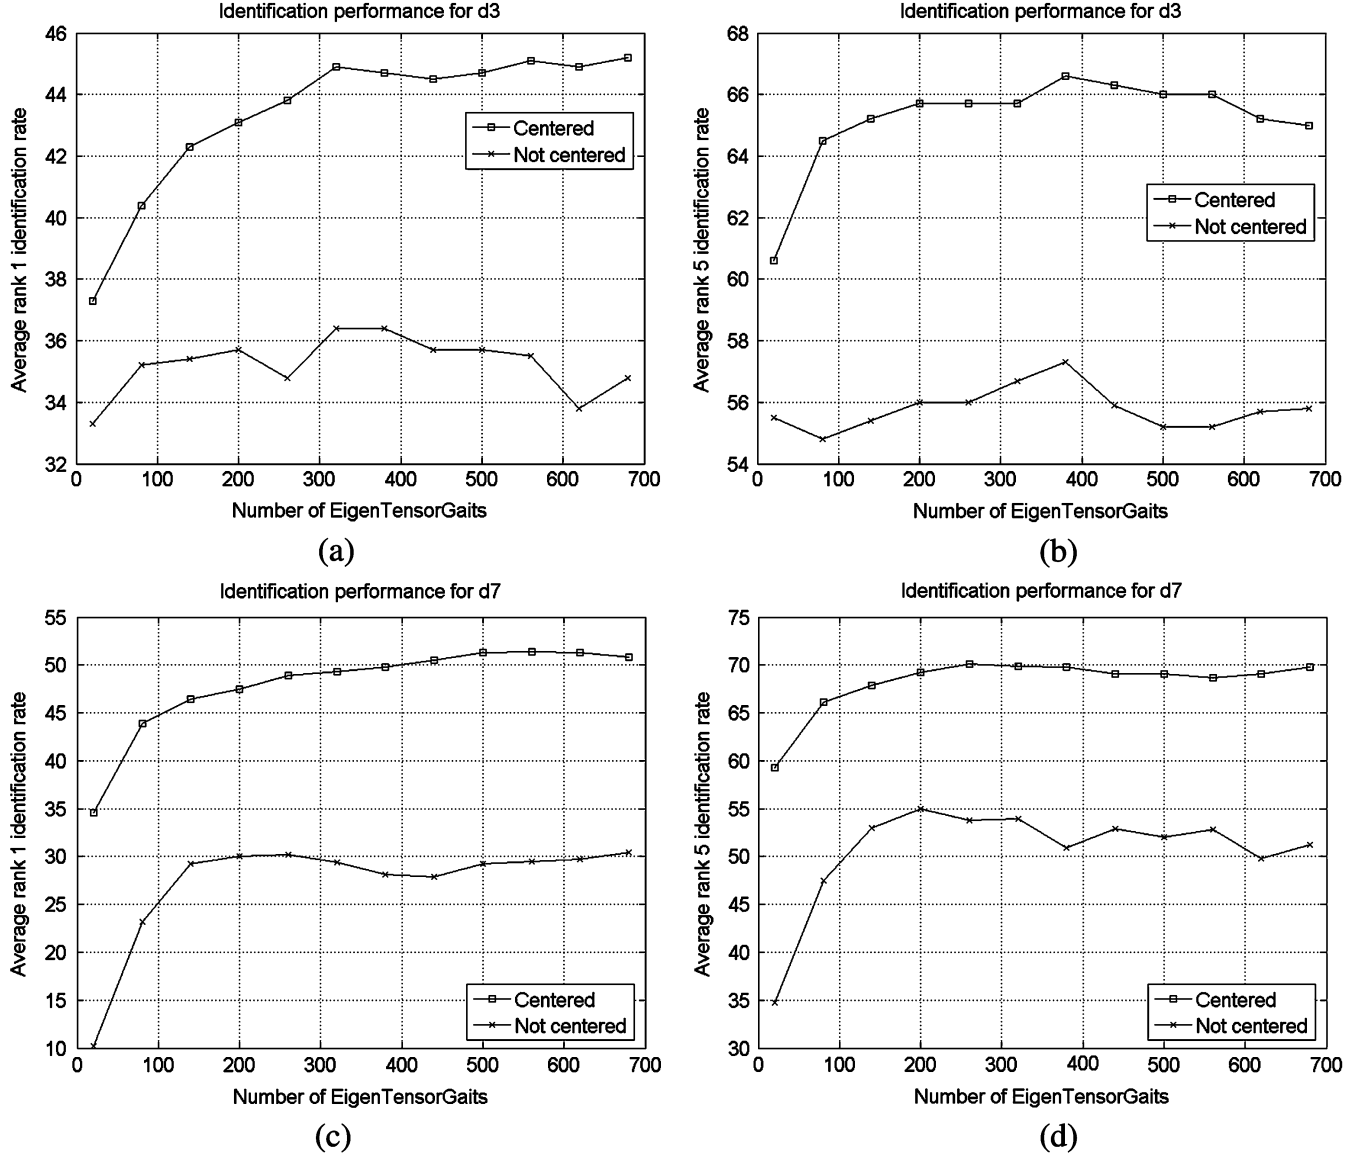 Identification performance for d3
46
44
42
40
38
36
34
32
0 100 200 300 400 500 600 700
Average rank 1 identification rate
Number of EigenTensorGaits
Centered
Not centered
(a)
Identification performance for d3
68
66
64
62
60
58
56
54
0 100 200 300 400 500 600 700
Average rank 5 identification rate
Number of EigenTensorGaits
Centered
Not centered
(b)
Identification performance for d7
55
50
45
40
35
30
25
20
15
10
0 100 200 300 400 500 600 700
Average rank 1 identification rate
Number of EigenTensorGaits
Centered
Not centered
(c)
Identification performance for d7
75
70
65
60
55
50
45
40
35
30
0 100 200 300 400 500 600 700
Average rank 5 identification rate
Number of EigenTensorGaits
Centered
Not centered
(d)